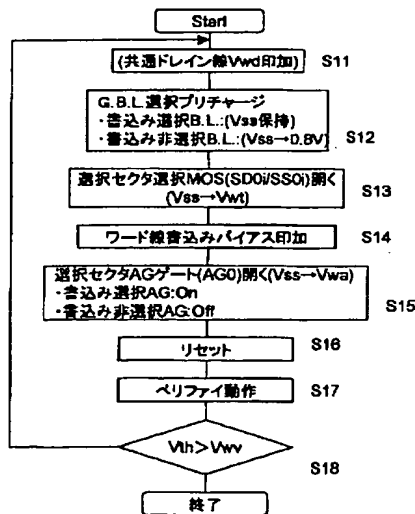 Start
(共通ドレイン線Vwd印加) S11
G.B.L.選択プリチャージ
・書込み選択B.L.:(Vss保持)
・書込み非選択B.L.:(Vss→0.8V) S12
選択セクタ選択MOS(SD0i/SS0i)開く
(Vss→Vwt) S13
ワード線書込みバイアス印加 S14
選択セクタAGゲート(AG0)開く(Vss→Vwa)
・書込み選択AG:On
・書込み非選択AG:Off S15
リセット S16
ベリファイ動作 S17
Vth>Vwv S18
終了